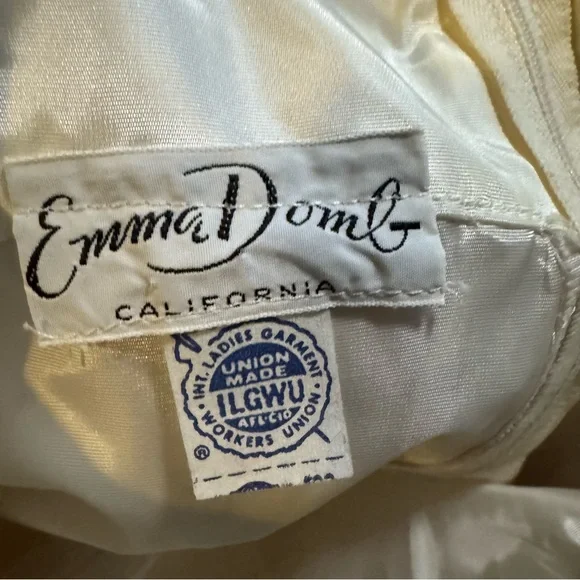 Emma Domb
CALIFORNIA
INT. LADIES GARMENT
UNION
MADE
ILGWU
AFL-CIO
WORKERS UNION
®